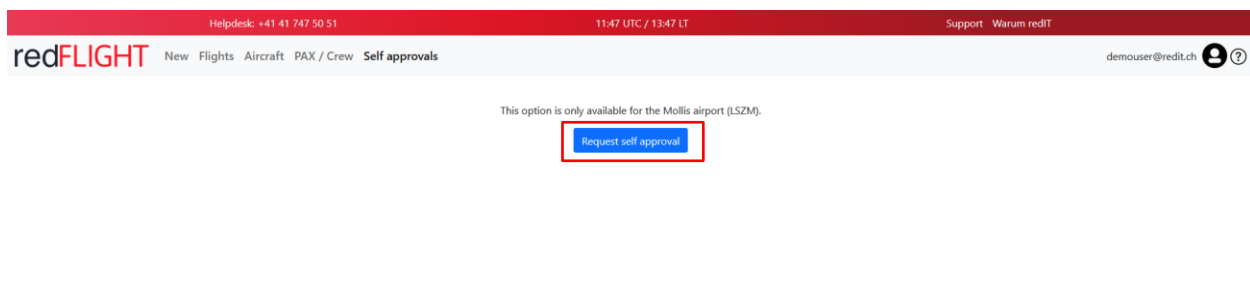 Helpdesk: +41 41 747 50 51 11:47 UTC / 13:47 LT Support Warum redIT
redFLIGHT New Flights Aircraft PAX / Crew Self approvals demouser@redit.ch ?
This option is only available for the Mollis airport (LSZM).
Request self approval